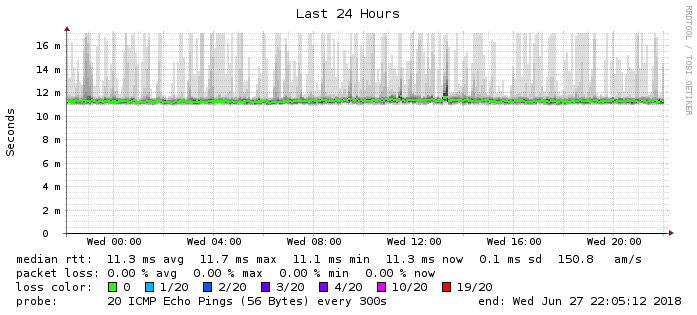 Last 24 Hours
RRDTOOL / TOBI OETIKER
Seconds
16 m
14 m
12 m
10 m
8 m
6 m
4 m
2 m
0
Wed 00:00 Wed 04:00 Wed 08:00 Wed 12:00 Wed 16:00 Wed 20:00
median rtt: 11.3 ms avg 11.7 ms max 11.1 ms min 11.3 ms now 0.1 ms sd 150.8 am/s
packet loss: 0.00 % avg 0.00 % max 0.00 % min 0.00 % now
loss color: 0 1/20 2/20 3/20 4/20 10/20 19/20
probe: 20 ICMP Echo Pings (56 Bytes) every 300s end: Wed Jun 27 22:05:12 2018